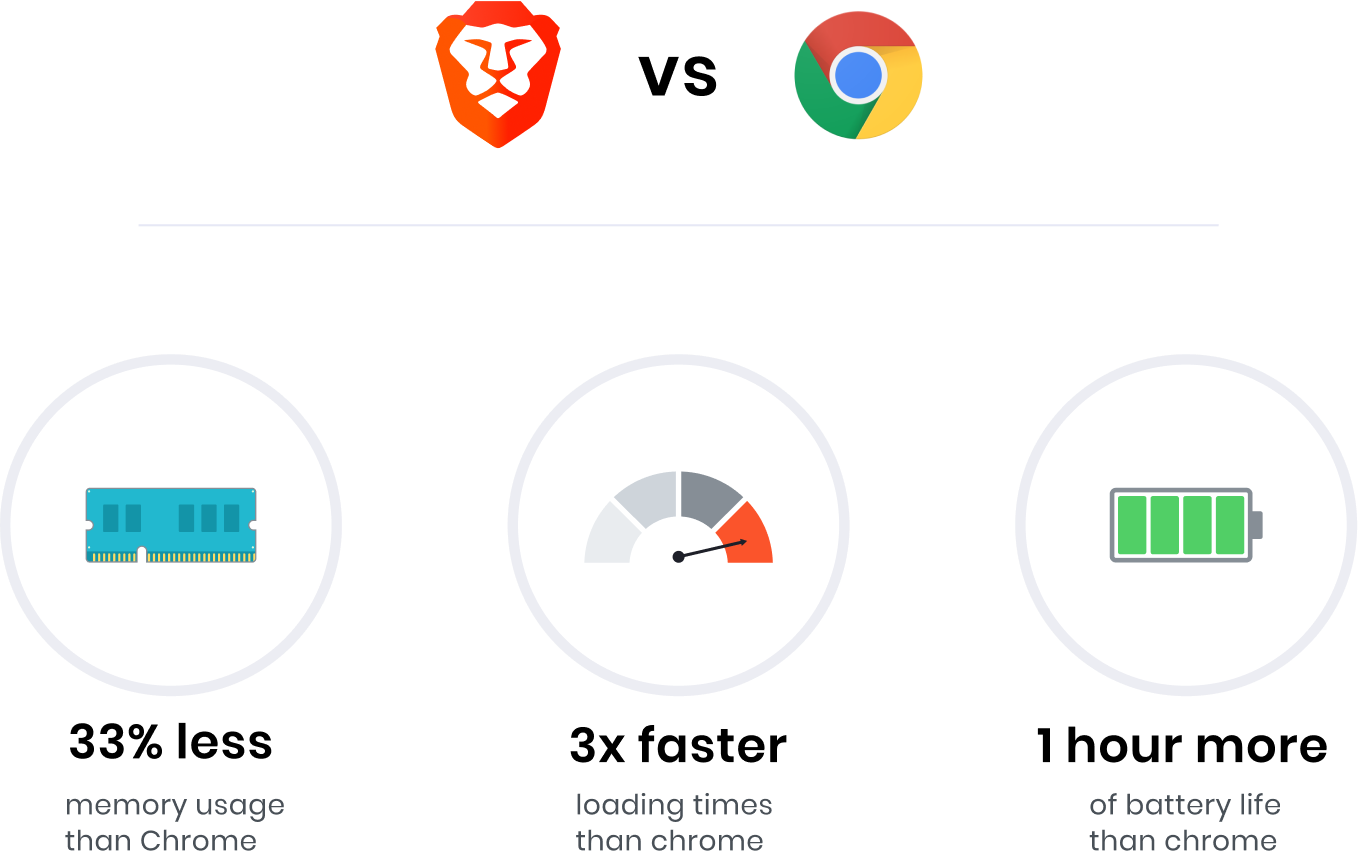 vs
33% less
3x faster
1 hour more
memory usage
than Chrome
loading times
than chrome
of battery life
than chrome